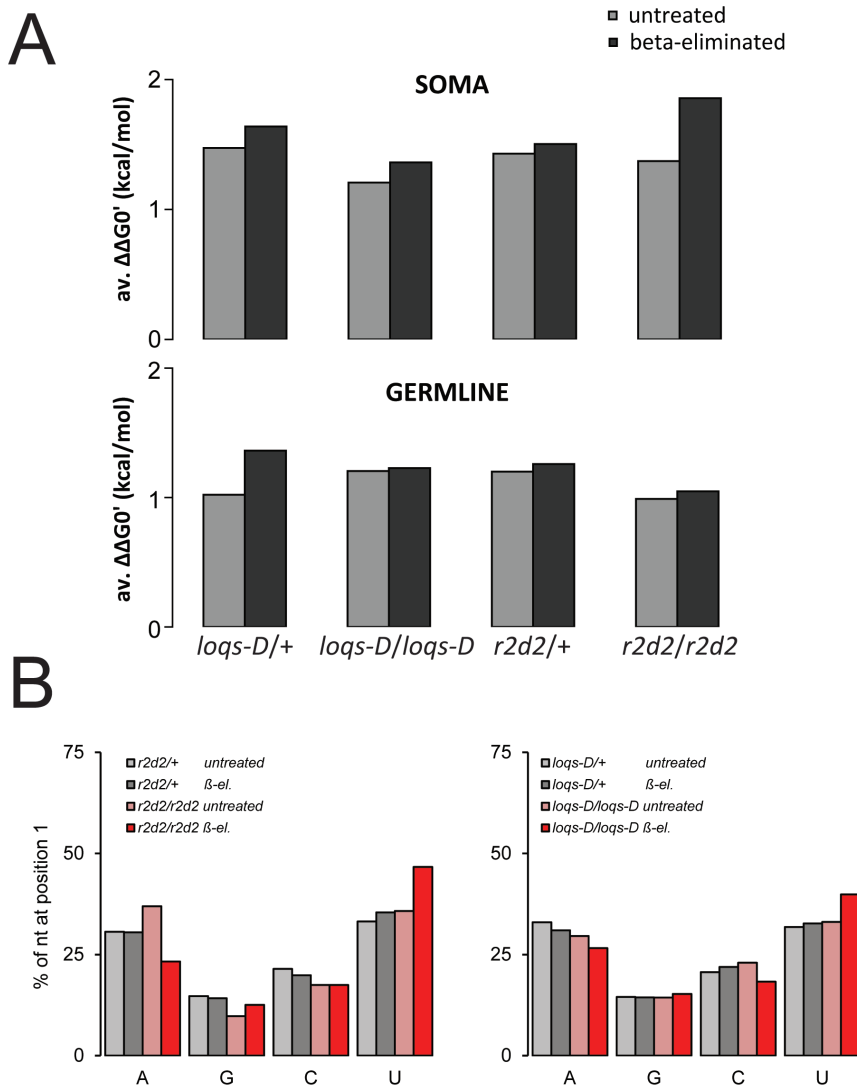 A
untreated
beta-eliminated
SOMA
av. ΔΔG0' (kcal/mol)
2
1
0
GERMLINE
av. ΔΔG0' (kcal/mol)
2
1
0
loqs-D/+ loqs-D/loqs-D r2d2/+ r2d2/r2d2
B
% of nt at position 1
75
50
25
0
r2d2/+ untreated
r2d2/+ ß-el.
r2d2/r2d2 untreated
r2d2/r2d2 ß-el.
A G C U
75
50
25
0
loqs-D/+ untreated
loqs-D/+ ß-el.
loqs-D/loqs-D untreated
loqs-D/loqs-D ß-el.
A G C U